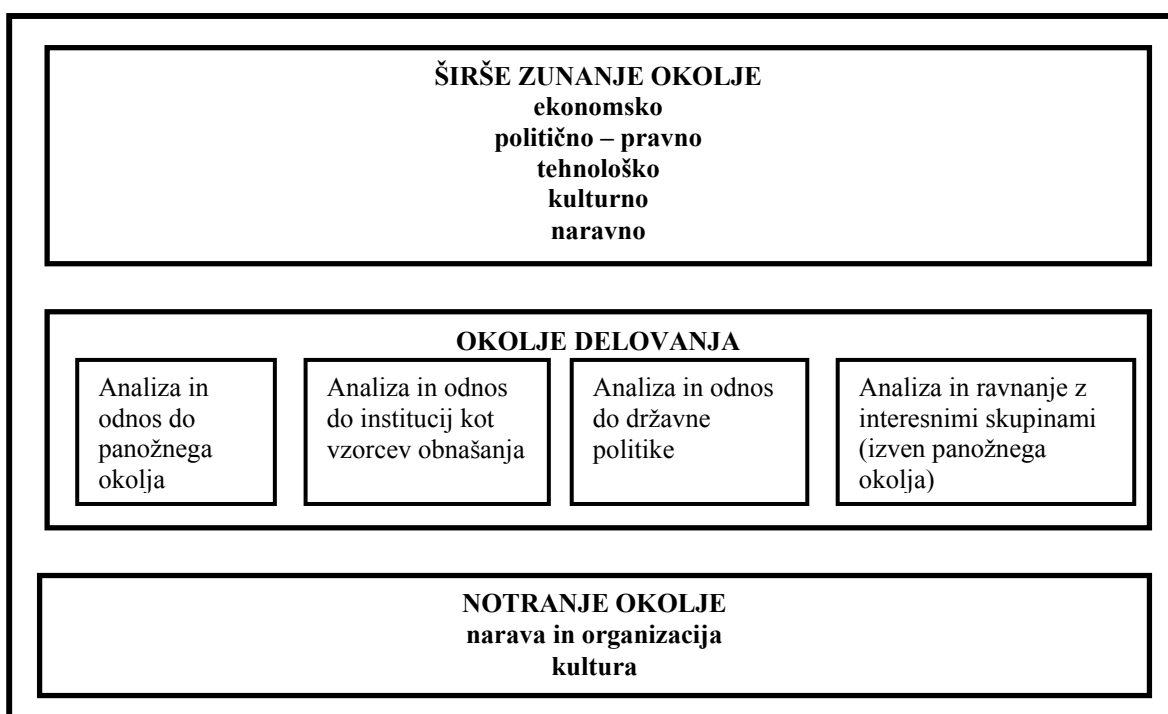 ŠIRŠE ZUNANJE OKOLJE
ekonomsko
politično – pravno
tehnološko
kulturno
naravno
OKOLJE DELOVANJA
Analiza in
odnos do
panožnega
okolja
Analiza in odnos
do institucij kot
vzorcev obnašanja
Analiza in odnos
do državne
politike
Analiza in ravnanje z
interesnimi skupinami
(izven panožnega
okolja)
NOTRANJE OKOLJE
narava in organizacija
kultura